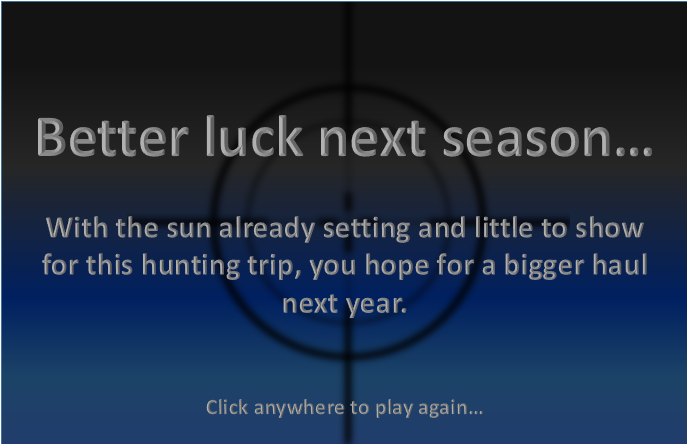 Better luck next season…
With the sun already setting and little to show
for this hunting trip, you hope for a bigger haul
next year.
Click anywhere to play again…